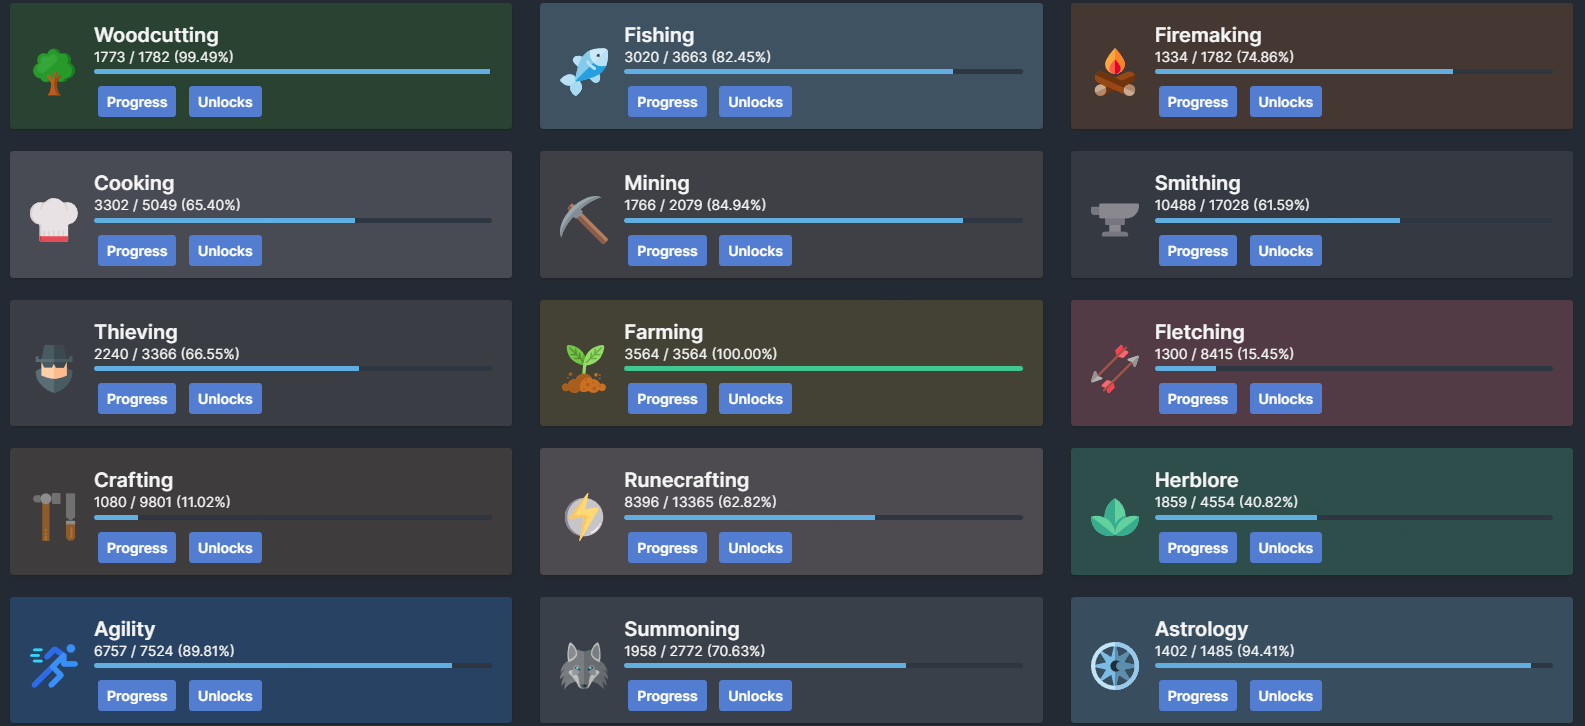 Woodcutting
1773 / 1782 (99.49%)
Progress Unlocks
Fishing
3020 / 3663 (82.45%)
Progress Unlocks
Firemaking
1334 / 1782 (74.86%)
Progress Unlocks
Cooking
3302 / 5049 (65.40%)
Progress Unlocks
Mining
1766 / 2079 (84.94%)
Progress Unlocks
Smithing
10488 / 17028 (61.59%)
Progress Unlocks
Thieving
2240 / 3366 (66.55%)
Progress Unlocks
Farming
3564 / 3564 (100.00%)
Progress Unlocks
Fletching
1300 / 8415 (15.45%)
Progress Unlocks
Crafting
1080 / 9801 (11.02%)
Progress Unlocks
Runecrafting
8396 / 13365 (62.82%)
Progress Unlocks
Herblore
1859 / 4554 (40.82%)
Progress Unlocks
Agility
6757 / 7524 (89.81%)
Progress Unlocks
Summoning
1958 / 2772 (70.63%)
Progress Unlocks
Astrology
1402 / 1485 (94.41%)
Progress Unlocks